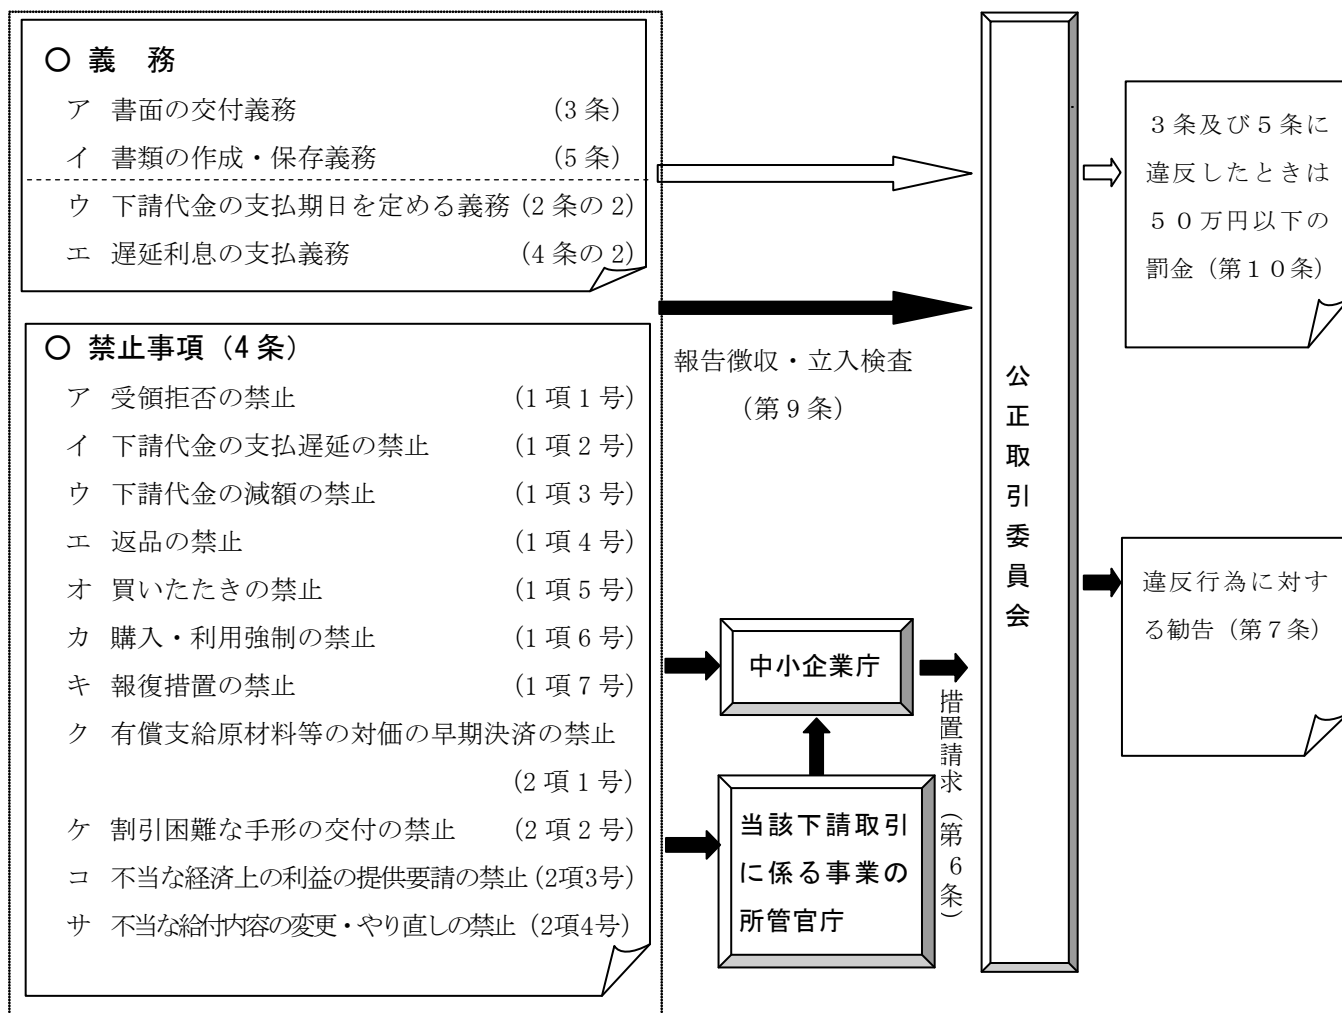 ○ 義　務
ア 書面の交付義務 (3 条)
イ 書類の作成・保存義務 (5 条)
ウ 下請代金の支払期日を定める義務 (2 条の 2)
エ 遅延利息の支払義務 (4 条の 2)
○ 禁止事項（4 条）
ア 受領拒否の禁止 (1 項 1 号)
イ 下請代金の支払遅延の禁止 (1 項 2 号)
ウ 下請代金の減額の禁止 (1 項 3 号)
エ 返品の禁止 (1 項 4 号)
オ 買いたたきの禁止 (1 項 5 号)
カ 購入・利用強制の禁止 (1 項 6 号)
キ 報復措置の禁止 (1 項 7 号)
ク 有償支給原材料等の対価の早期決済の禁止
(2 項 1 号)
ケ 割引困難な手形の交付の禁止 (2 項 2 号)
コ 不当な経済上の利益の提供要請の禁止 (2項3号)
サ 不当な給付内容の変更・やり直しの禁止 (2項4号)
報告徴収・立入検査
（第 9 条）
中小企業庁
当該下請取引
に係る事業の
所管官庁
措置請求（第6条）
公正取引委員会
３条及び５条に
違反したときは
５０万円以下の
罰金（第１０条）
違反行為に対す
る勧告（第７条）